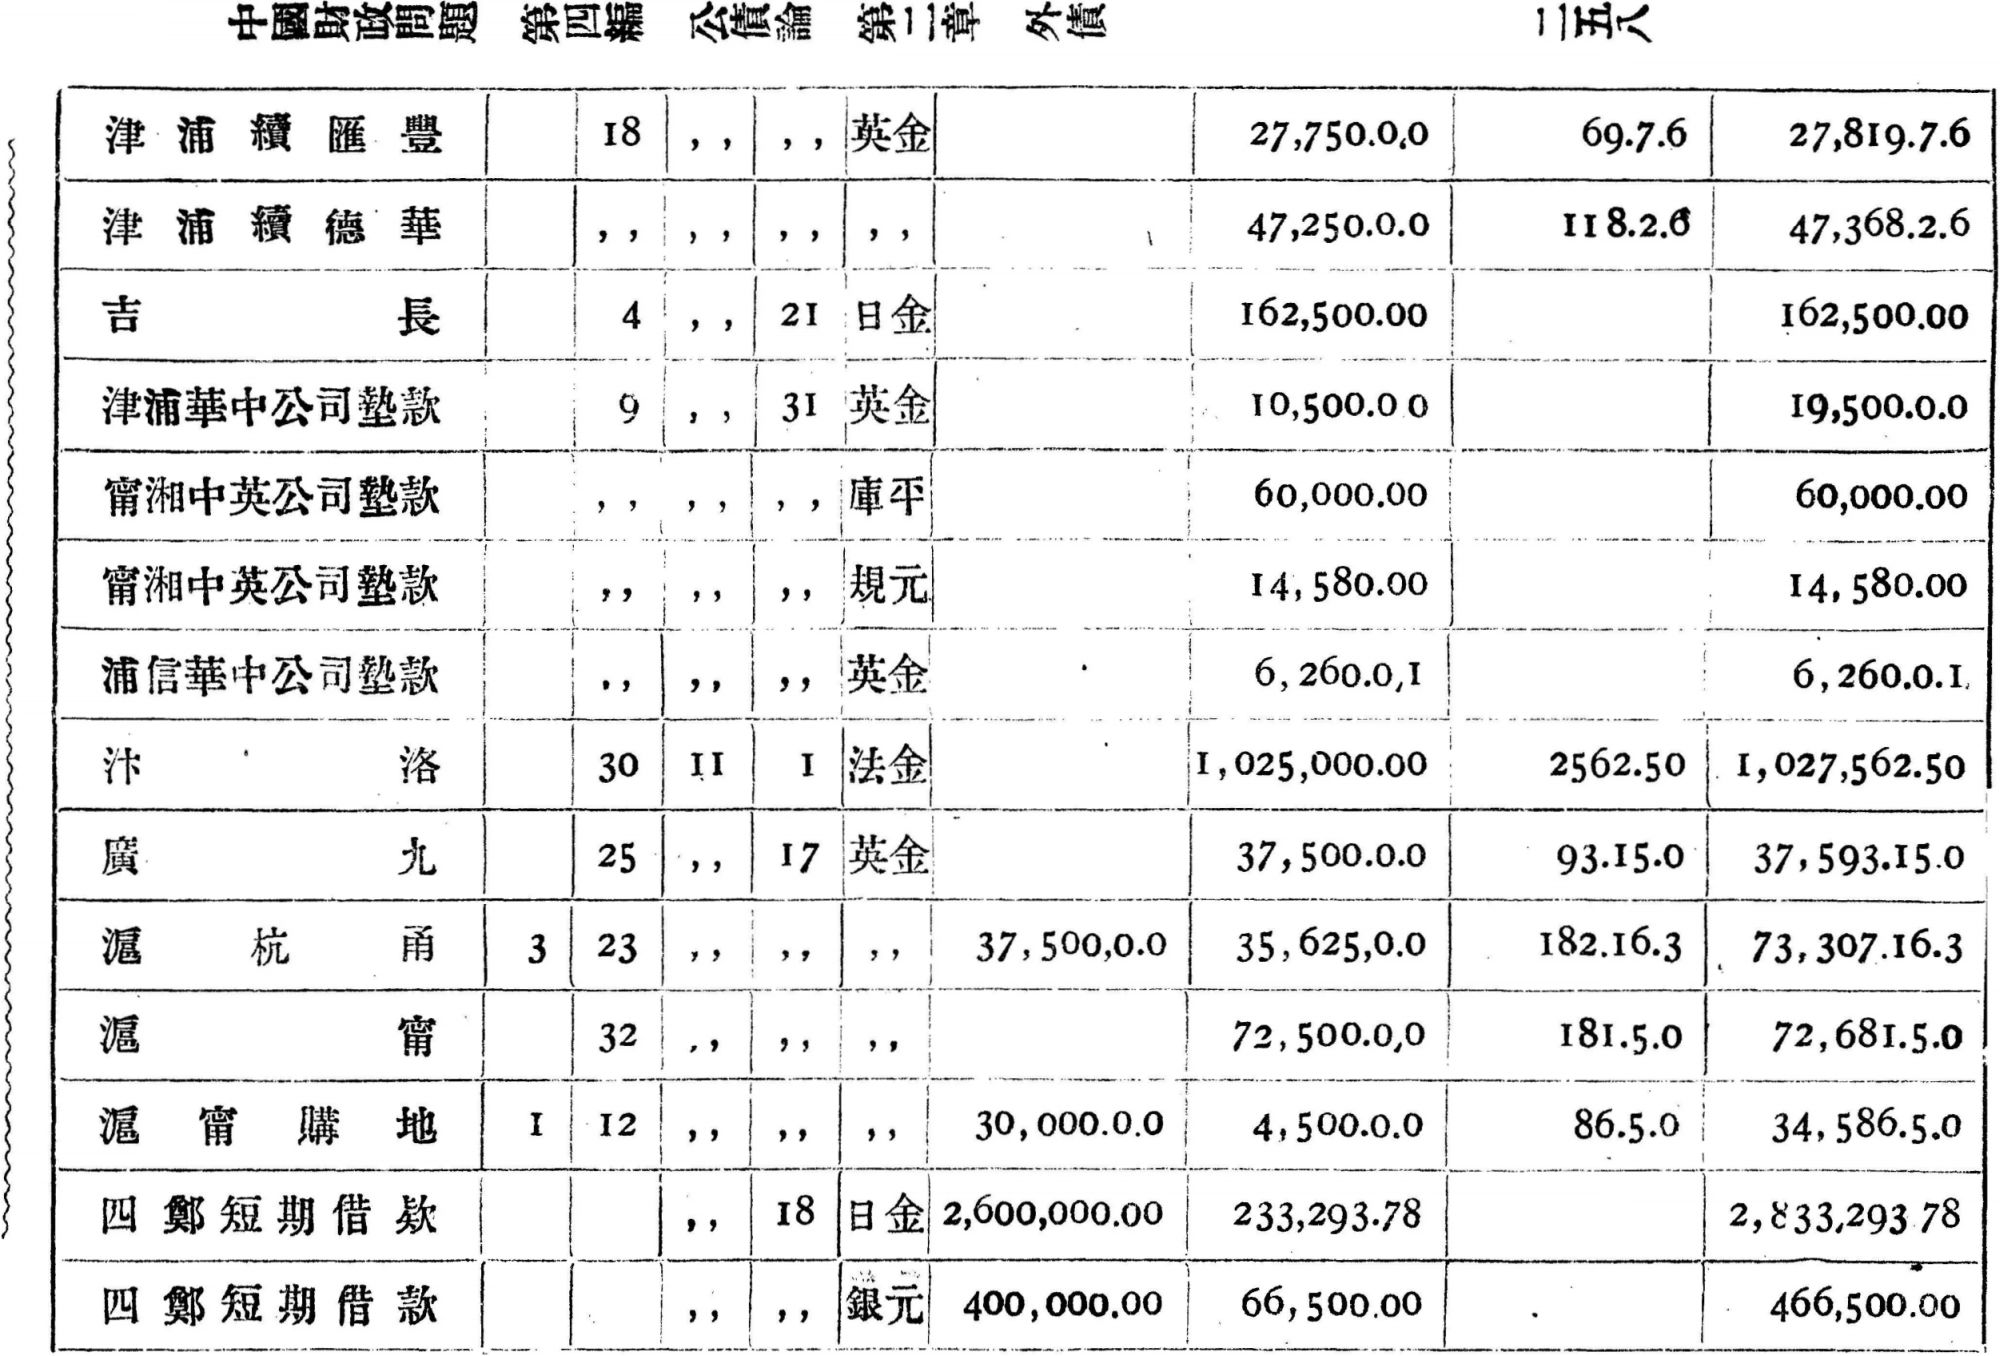 中國財政問題 第四編 公債論 第二章 外債 二五八
津浦續匯豐 18 ,, ,, 英金 27,750.0,0 69.7.6 27,819.7.6
津浦續德華 ,, ,, ,, ,, 47,250.0.0 118.2.6 47,368.2.6
吉長 4 ,, 21 日金 162,500.00 162,500.00
津浦華中公司墊款 9 ,, 31 英金 10,500.0 0 19,500.0.0
甯湘中英公司墊款 ,, ,, ,, 庫平 60,000.00 60,000.00
甯湘中英公司墊款 ,, ,, ,, 規元 14,580.00 14,580.00
浦信華中公司墊款 ,, ,, ,, 英金 6,260.0,1 6,260.0.1
汴洛 30 11 1 法金 1,025,000.00 2562.50 1,027,562.50
廣九 25 ,, 17 英金 37,500.0.0 93.15.0 37,593.15.0
滬杭甬 3 23 ,, ,, ,, 37,500,0.0 35,625,0.0 182.16.3 73,307.16.3
滬甯 32 ,, ,, ,, 72,500.0,0 181.5.0 72,681.5.0
滬甯購地 1 12 ,, ,, ,, 30,000.0.0 4,500.0.0 86.5.0 34,586.5.0
四鄭短期借欵 ,, 18 日金 2,600,000.00 233,293.78 2,833,293 78
四鄭短期借款 ,, ,, 銀元 400,000.00 66,500.00 466,500.00